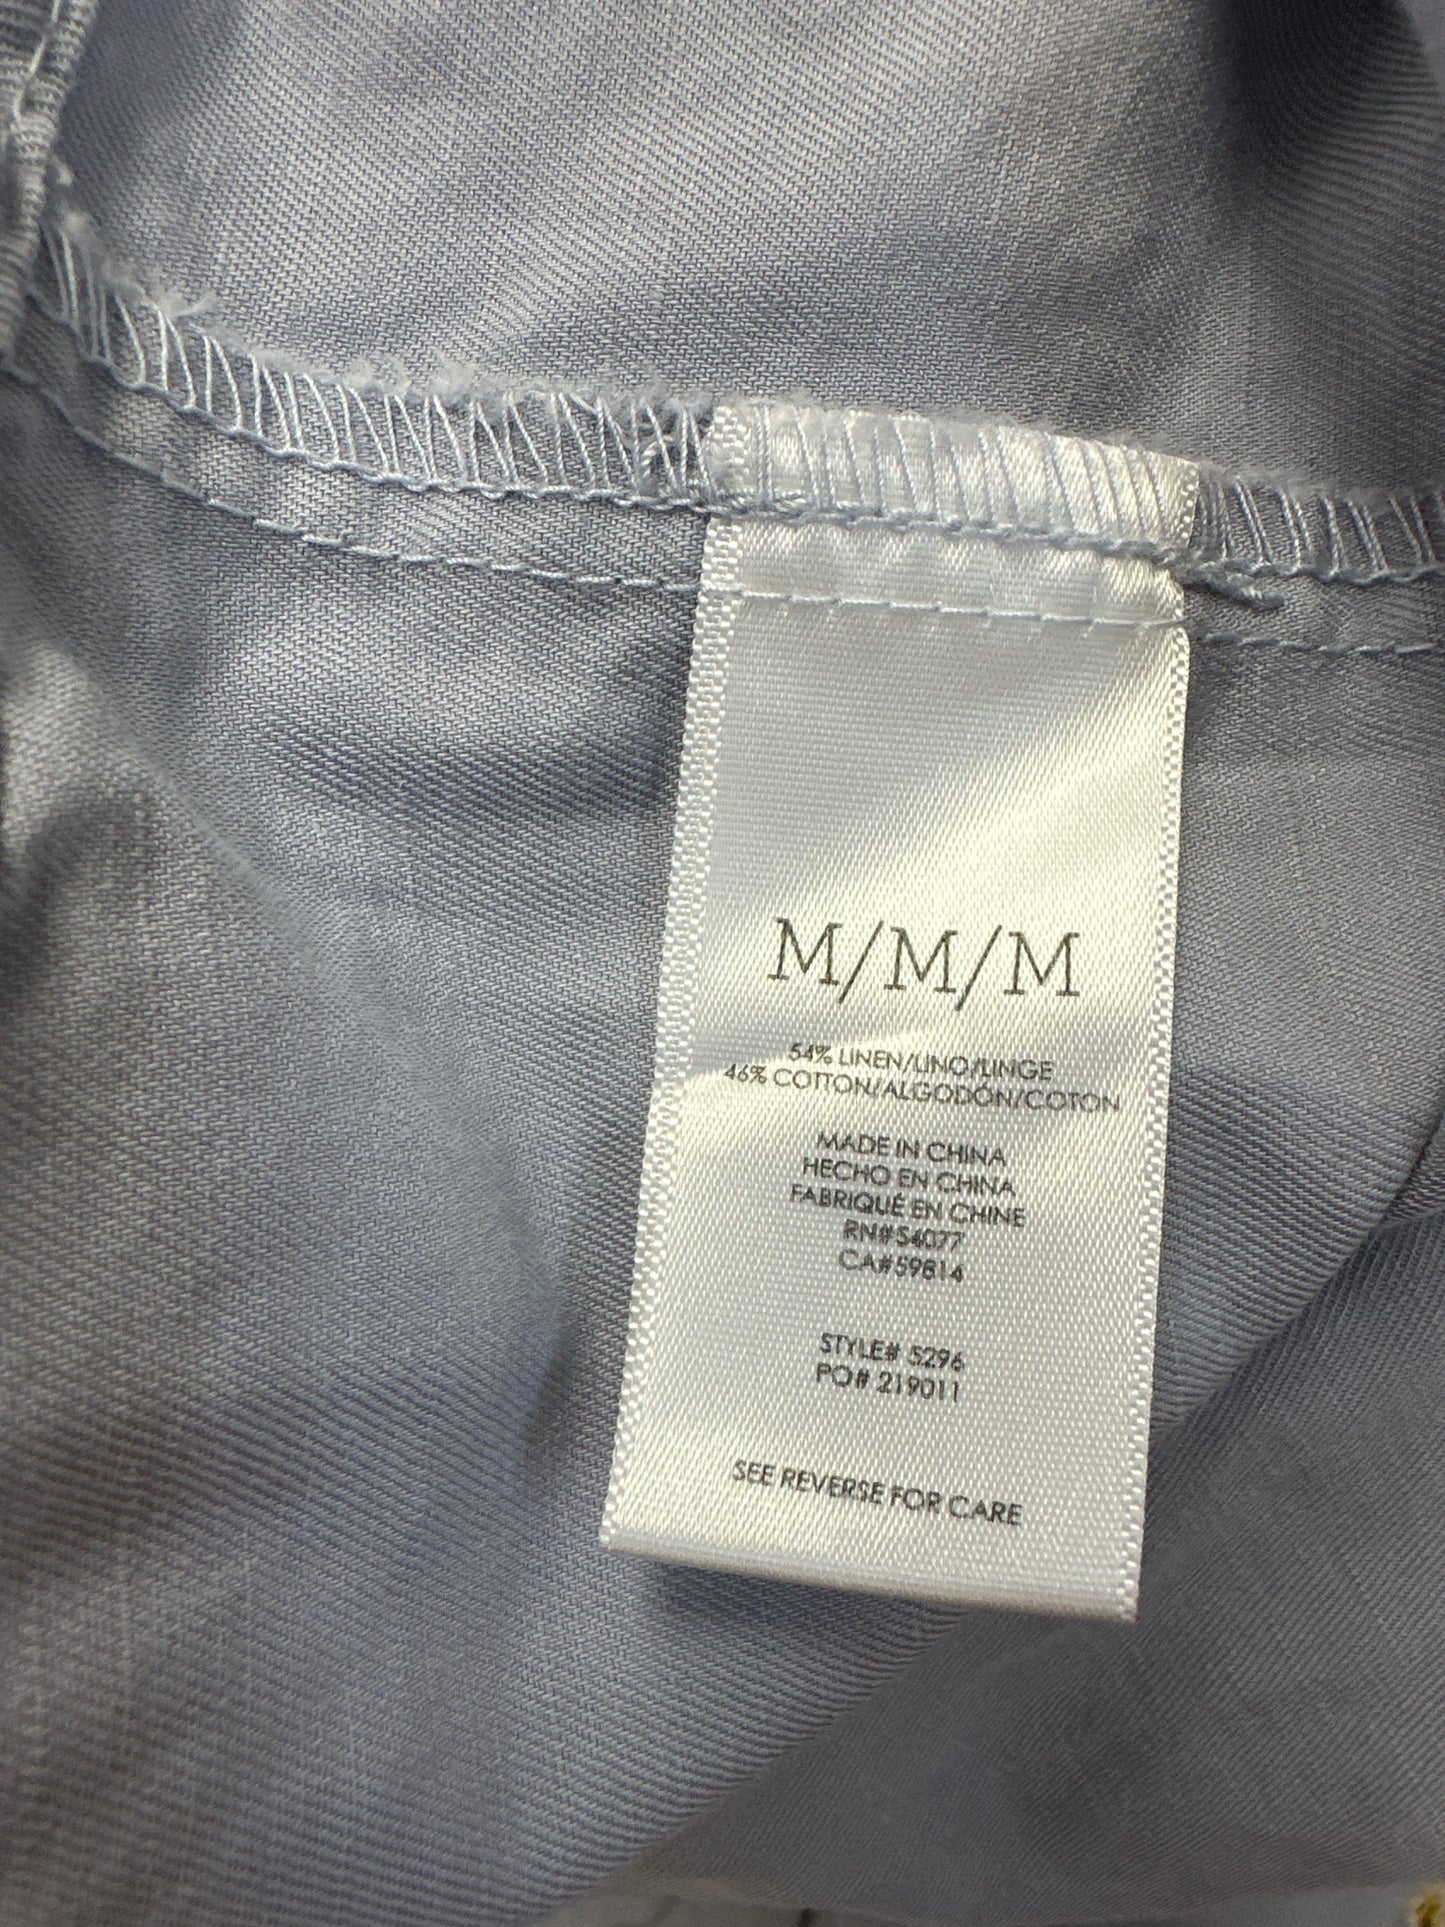 M/M/M
54% LINEN/LINO/LINGE
46% COTTON/ALGODÓN/COTON
MADE IN CHINA
HECHO EN CHINA
FABRIQUÉ EN CHINE
RN#54077
CA#59814
STYLE# 5296
PO# 219011
SEE REVERSE FOR CARE